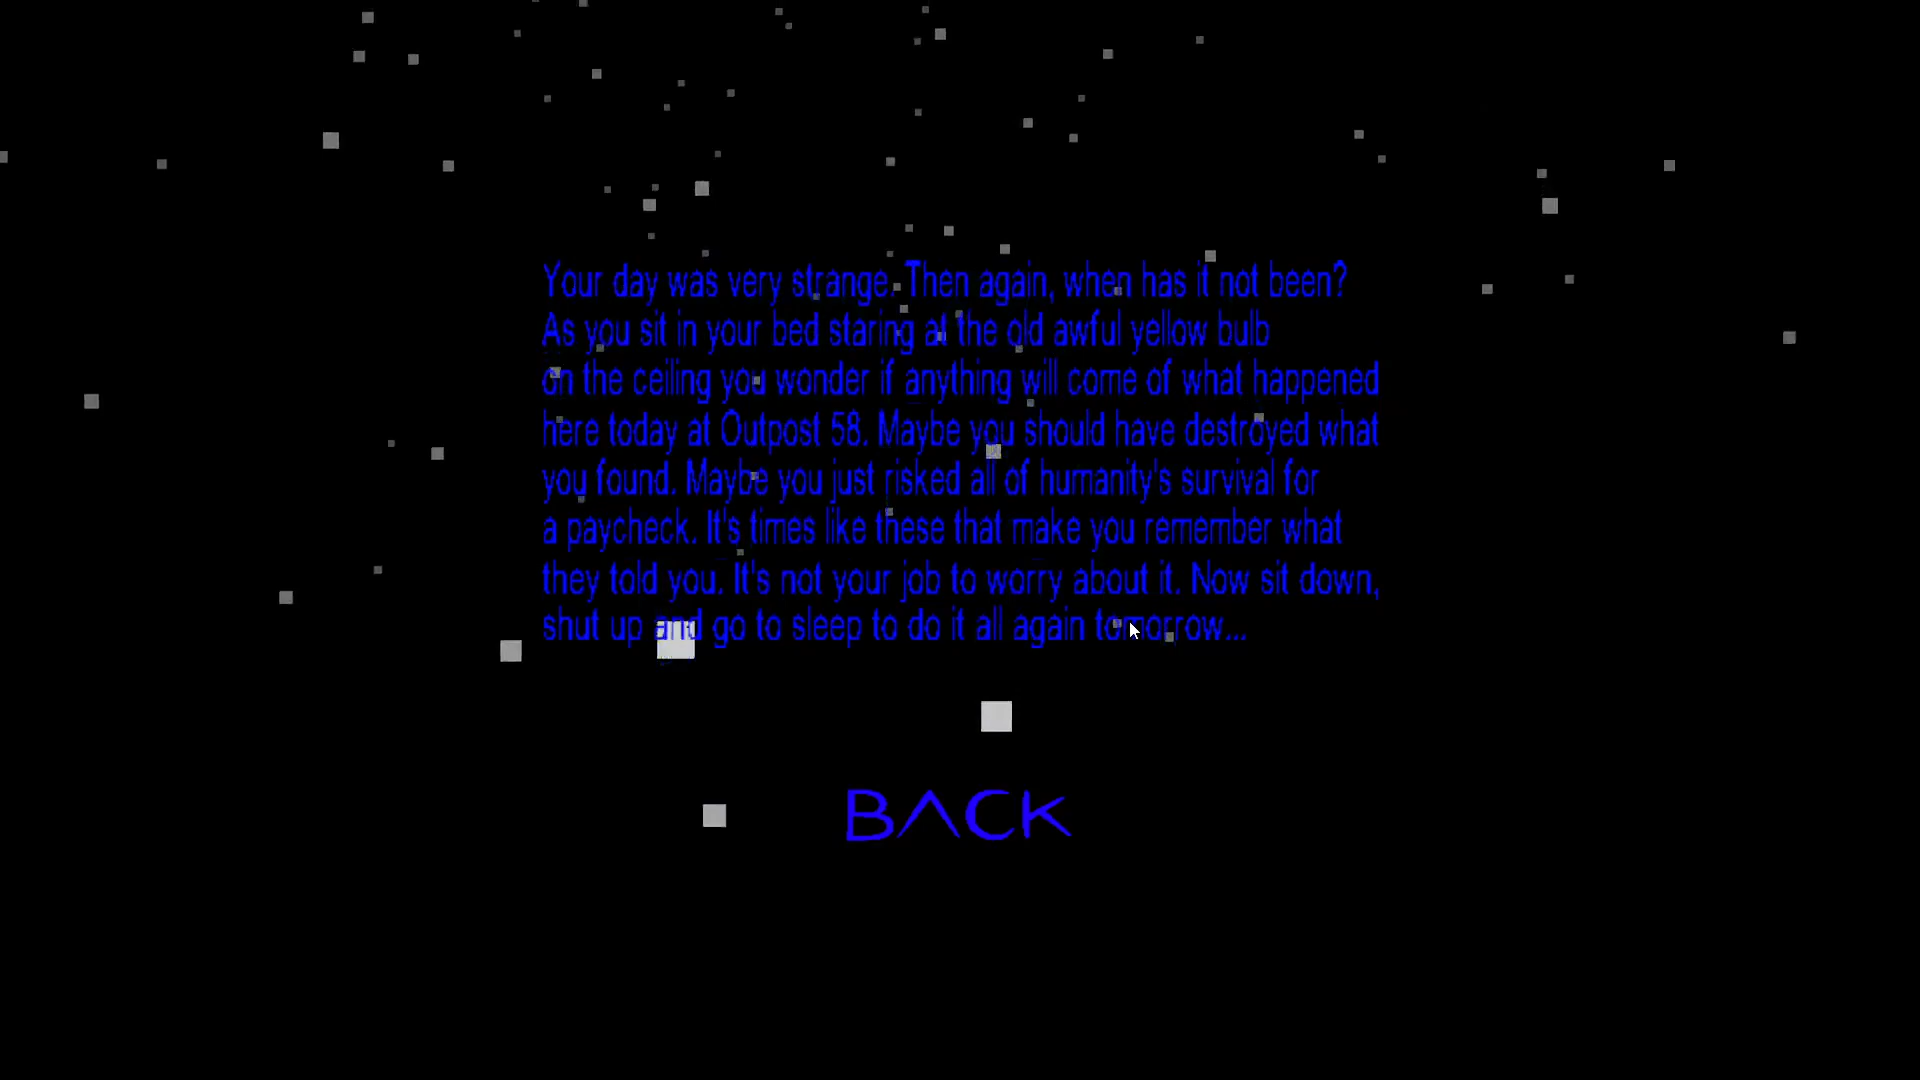 Your day was very strange. Then again, when has it not been?
As you sit in your bed staring at the old awful yellow bulb
on the ceiling you wonder if anything will come of what happened
here today at Outpost 58. Maybe you should have destroyed what
you found. Maybe you just risked all of humanity's survival for
a paycheck. It's times like these that make you remember what
they told you. It's not your job to worry about it. Now sit down,
shut up and go to sleep to do it all again tomorrow...
BACK